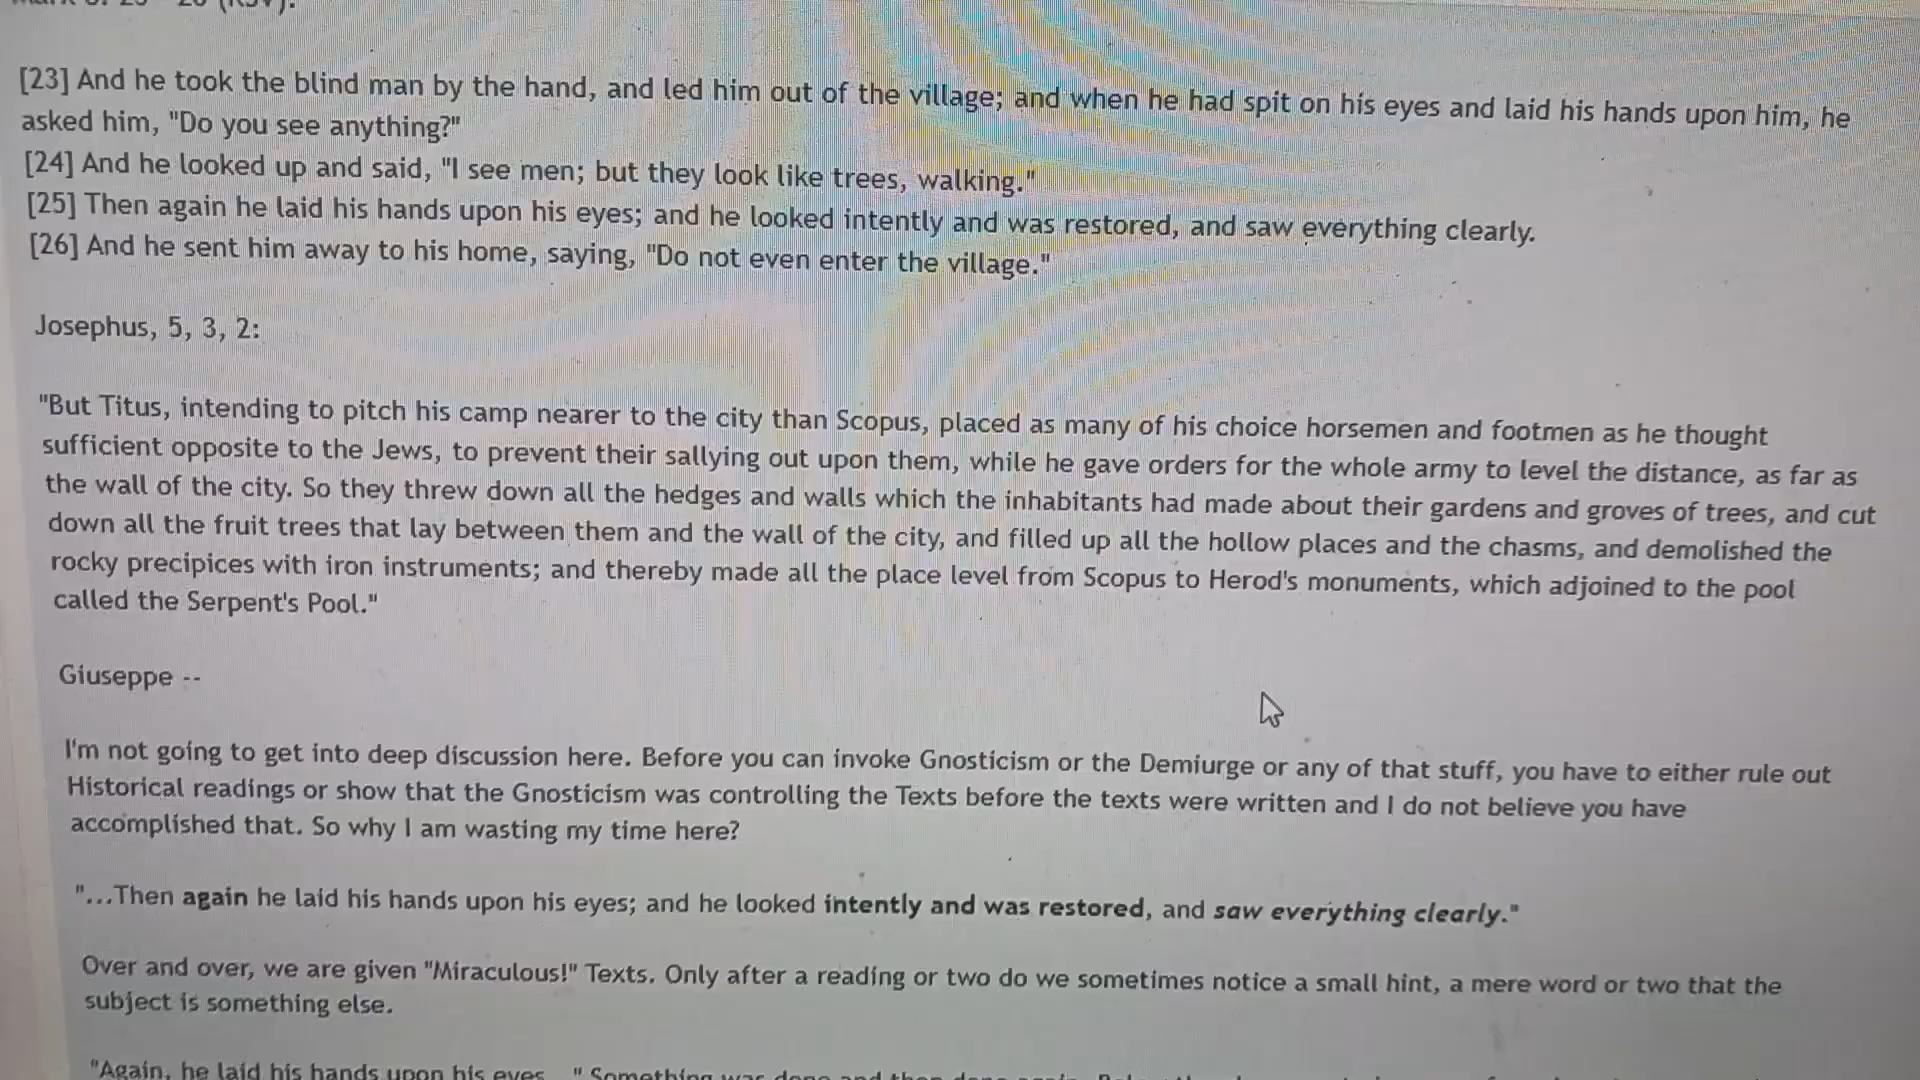 [23] And he took the blind man by the hand, and led him out of the village; and when he had spit on his eyes and laid his hands upon him, he
asked him, "Do you see anything?"
[24] And he looked up and said, "I see men; but they look like trees, walking."
[25] Then again he laid his hands upon his eyes; and he looked intently and was restored, and saw everything clearly.
[26] And he sent him away to his home, saying, "Do not even enter the village."
Josephus, 5, 3, 2:
"But Titus, intending to pitch his camp nearer to the city than Scopus, placed as many of his choice horsemen and footmen as he thought
sufficient opposite to the Jews, to prevent their sallying out upon them, while he gave orders for the whole army to level the distance, as far as
the wall of the city. So they threw down all the hedges and walls which the inhabitants had made about their gardens and groves of trees, and cut
down all the fruit trees that lay between them and the wall of the city, and filled up all the hollow places and the chasms, and demolished the
rocky precipices with iron instruments; and thereby made all the place level from Scopus to Herod's monuments, which adjoined to the pool
called the Serpent's Pool."
Giuseppe --
I'm not going to get into deep discussion here. Before you can invoke Gnosticism or the Demiurge or any of that stuff, you have to either rule out
Historical readings or show that the Gnosticism was controlling the Texts before the texts were written and I do not believe you have
accomplished that. So why I am wasting my time here?
"...Then again he laid his hands upon his eyes; and he looked intently and was restored, and saw everything clearly."
Over and over, we are given "Miraculous!" Texts. Only after a reading or two do we sometimes notice a small hint, a mere word or two that the
subject is something else.
"Again, he laid his hands upon his eyes..." Something was done and then done again.